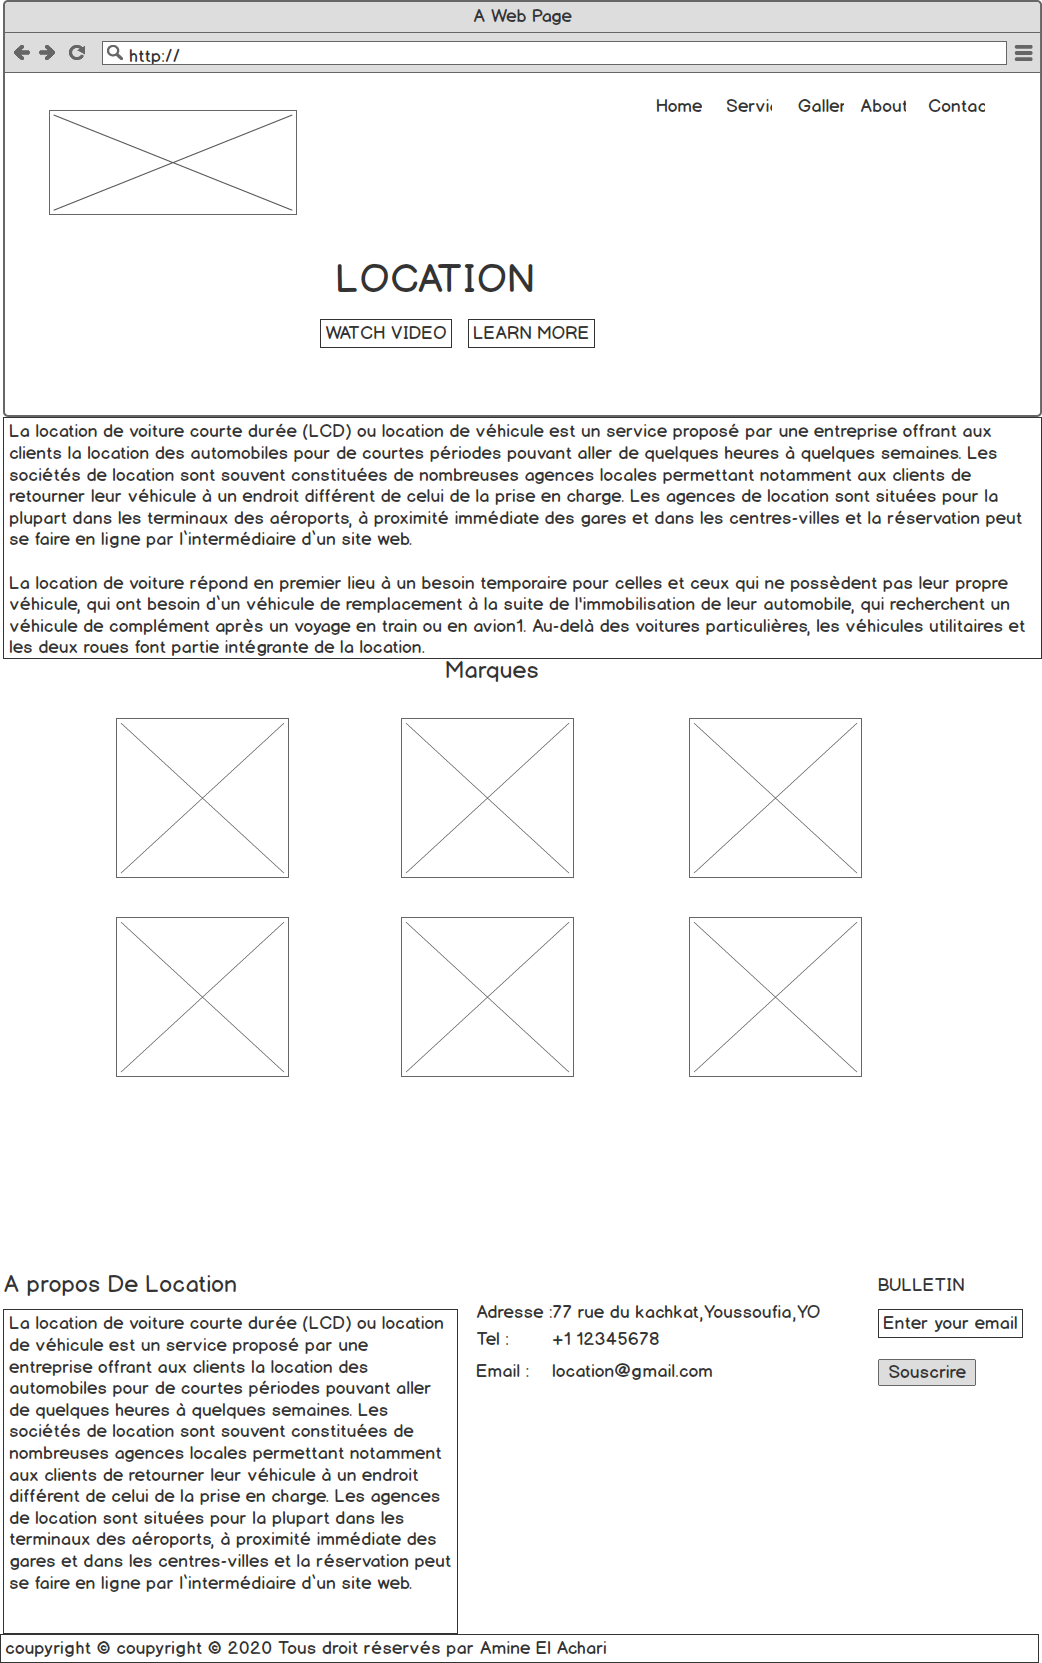 A Web Page
http://
Home Servic Galler About Contac
LOCATION
WATCH VIDEO LEARN MORE
La location de voiture courte durée (LCD) ou location de véhicule est un service proposé par une entreprise offrant aux
clients la location des automobiles pour de courtes périodes pouvant aller de quelques heures à quelques semaines. Les
sociétés de location sont souvent constituées de nombreuses agences locales permettant notamment aux clients de
retourner leur véhicule à un endroit différent de celui de la prise en charge. Les agences de location sont situées pour la
plupart dans les terminaux des aéroports, à proximité immédiate des gares et dans les centres-villes et la réservation peut
se faire en ligne par l`intermédiaire d`un site web.
La location de voiture répond en premier lieu à un besoin temporaire pour celles et ceux qui ne possèdent pas leur propre
véhicule, qui ont besoin d`un véhicule de remplacement à la suite de l'immobilisation de leur automobile, qui recherchent un
véhicule de complément après un voyage en train ou en avion1. Au-delà des voitures particulières, les véhicules utilitaires et
les deux roues font partie intégrante de la location.
Marques
A propos De Location
La location de voiture courte durée (LCD) ou location
de véhicule est un service proposé par une
entreprise offrant aux clients la location des
automobiles pour de courtes périodes pouvant aller
de quelques heures à quelques semaines. Les
sociétés de location sont souvent constituées de
nombreuses agences locales permettant notamment
aux clients de retourner leur véhicule à un endroit
différent de celui de la prise en charge. Les agences
de location sont situées pour la plupart dans les
terminaux des aéroports, à proximité immédiate des
gares et dans les centres-villes et la réservation peut
se faire en ligne par l`intermédiaire d`un site web.
Adresse :77 rue du kachkat,Youssoufia,YO
Tel : +1 12345678
Email : location@gmail.com
BULLETIN
Enter your email
Souscrire
coupyright © coupyright © 2020 Tous droit réservés par Amine El Achari